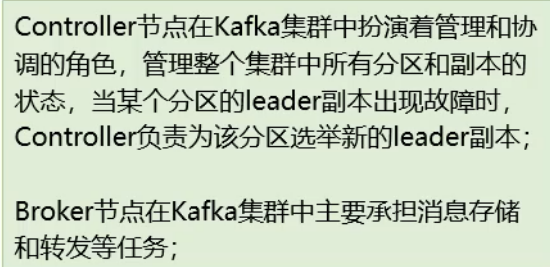 Controller节点在Kafka集群中扮演着管理和协
调的角色，管理整个集群中所有分区和副本的
状态，当某个分区的leader副本出现故障时，
Controller负责为该分区选举新的leader副本；
Broker节点在Kafka集群中主要承担消息存储
和转发等任务；